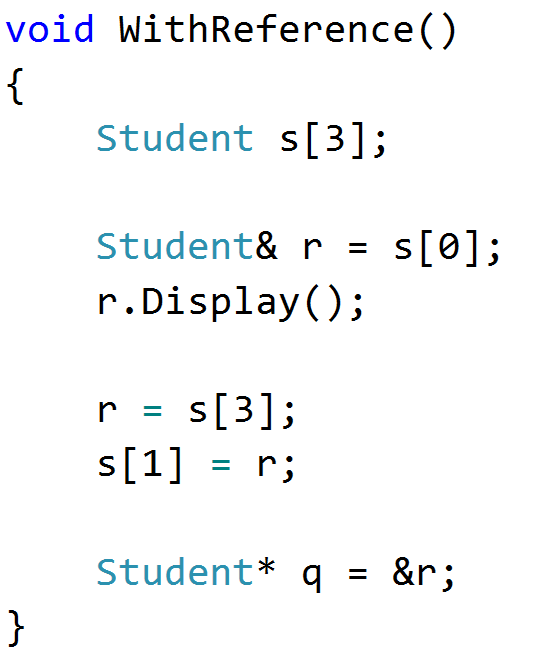 void WithReference()
{
    Student s[3];
    Student& r = s[0];
    r.Display();
    r = s[3];
    s[1] = r;
    Student* q = &r;
}